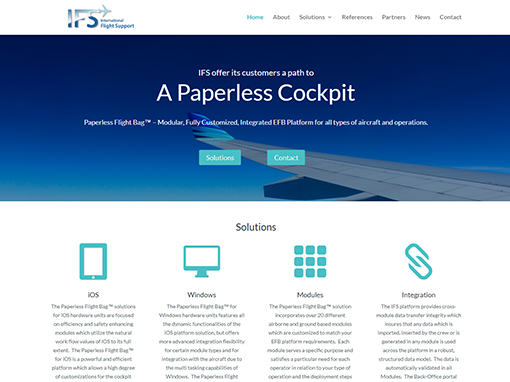 IFS International
Flight Support
Home About Solutions References Partners News Contact
IFS offer its customers a path to
A Paperless Cockpit
Paperless Flight Bag™ – Modular, Fully Customized, Integrated EFB Platform for all types of aircraft and operations.
Solutions Contact
Solutions
iOS
The Paperless Flight Bag™ solutions
for IOS hardware units are focused
on efficiency and safety enhancing
modules which utilize the natural
work flow values of IOS to its full
extent. The Paperless Flight Bag™
for IOS is a powerful and efficient
platform which allows a high degree
of customizations for the cockpit
Windows
The Paperless Flight Bag™ for
Windows hardware units features all
the dynamic functionalities of the
IOS platform solution, but offers
more advanced integration flexibility
for certain module types and for
integration with the aircraft due to
the multi tasking capabilities of
Windows. The Paperless Flight
Modules
The Paperless Flight Bag™ solution
incorporates over 20 different
airborne and ground based modules
which are customized to match your
EFB platform requirements. Each
module serves a specific purpose and
satisfies a particular need for each
operator in relation to your type of
operation and the deployment steps
Integration
The IFS platform provides cross-
module data transfer integrity which
insures that any data which is
imported, inserted by the crew or is
generated in any module is used
across the platform in a robust,
structured data model. The data is
automatically validated in all
Modules. The Back-Office portal